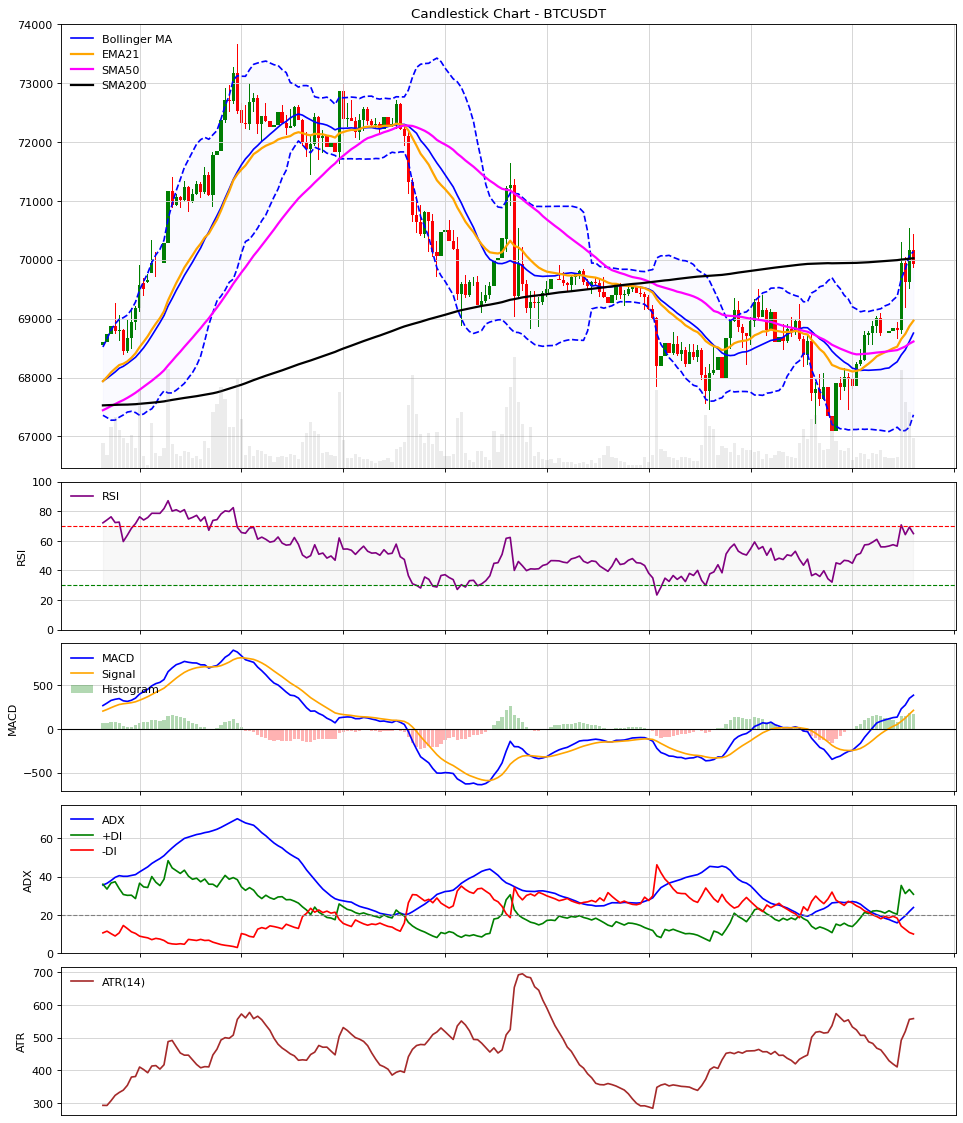 Candlestick Chart - BTCUSDT
74000
73000
72000
71000
70000
69000
68000
67000
Bollinger MA
EMA21
SMA50
SMA200
RSI
100
80
60
40
20
0
RSI
MACD
500
0
−500
MACD
Signal
Histogram
ADX
60
40
20
0
ADX
+DI
-DI
ATR
700
600
500
400
300
ATR(14)